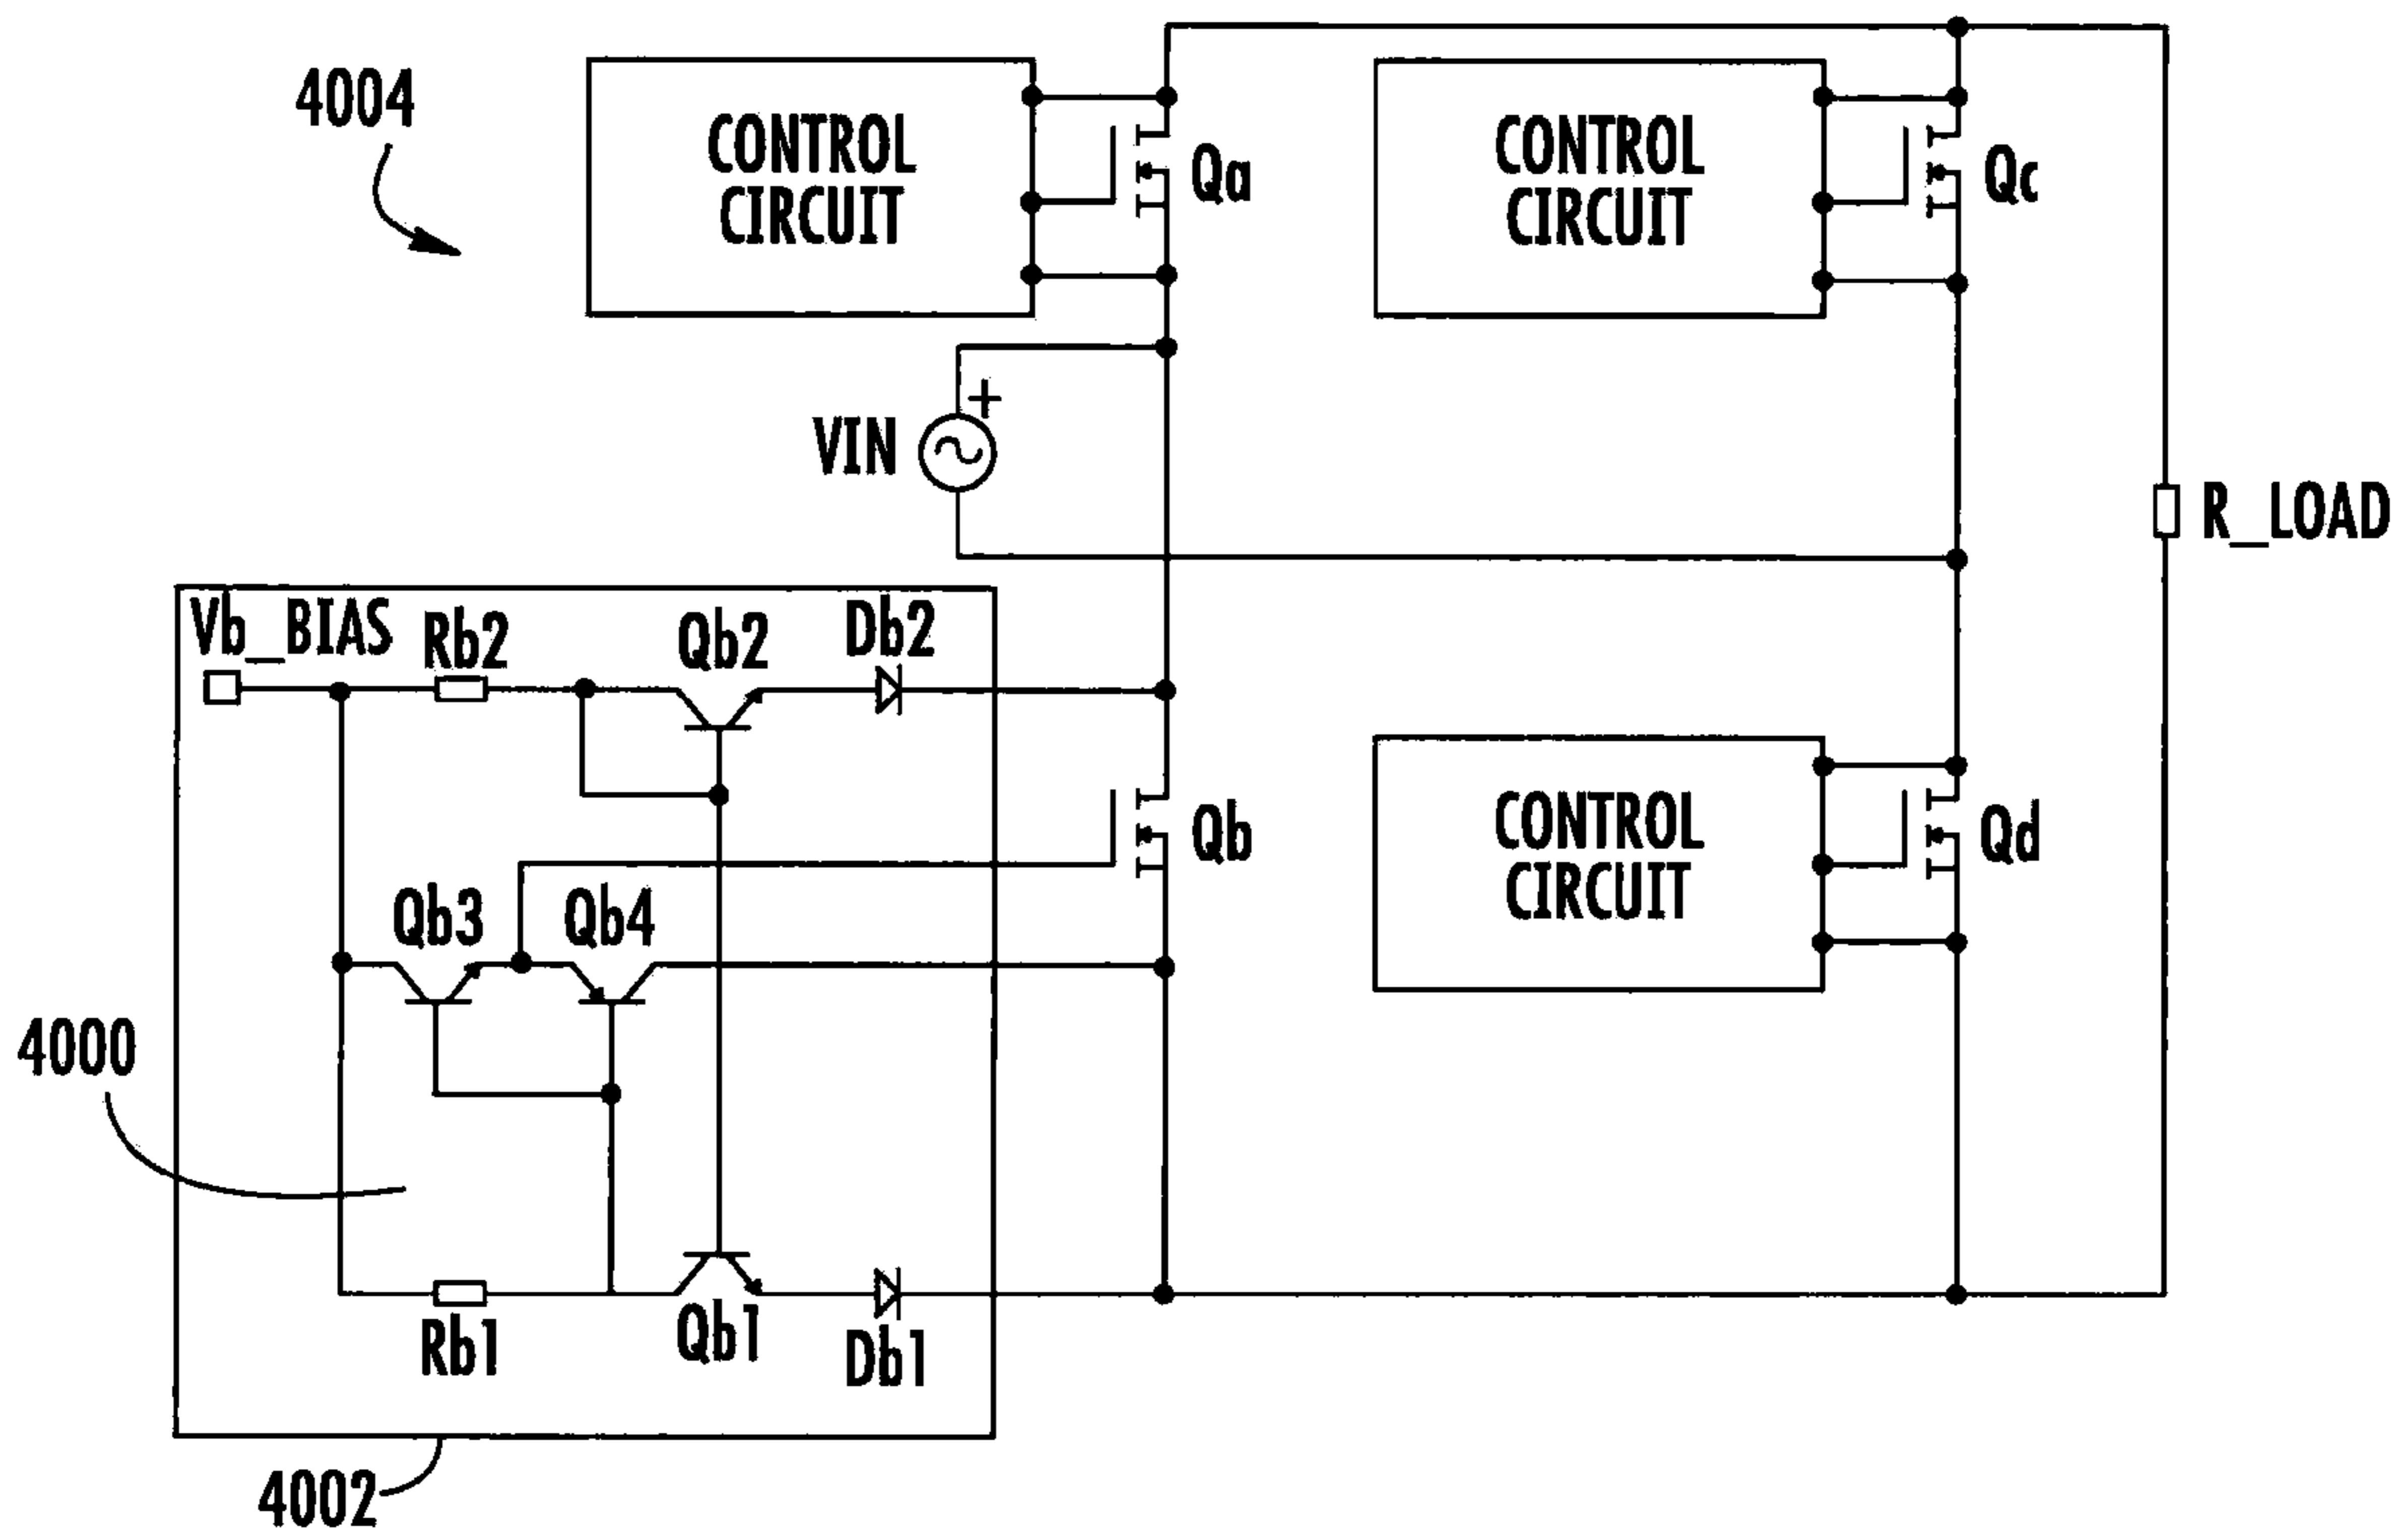 4004
CONTROL
CIRCUIT
Qa
CONTROL
CIRCUIT
Qc
+
VIN
R_LOAD
Vb_BIAS
Rb2
Qb2
Db2
Qb
CONTROL
CIRCUIT
Qd
Qb3
Qb4
4000
Rb1
Qb1
Db1
4002